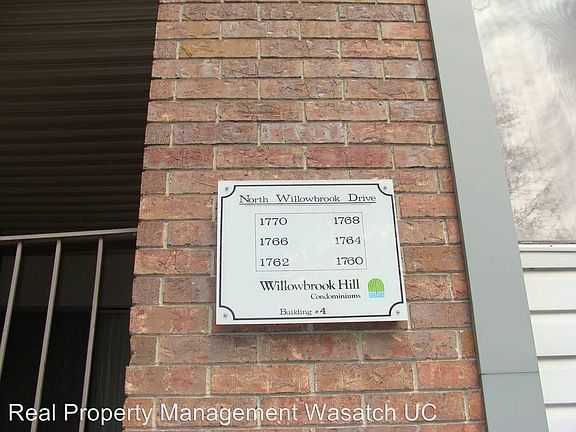 North Willowbrook Drive
1770 1768
1766 1764
1762 1760
Willowbrook Hill
Condominiums
Building #4
Real Property Management Wasatch UC